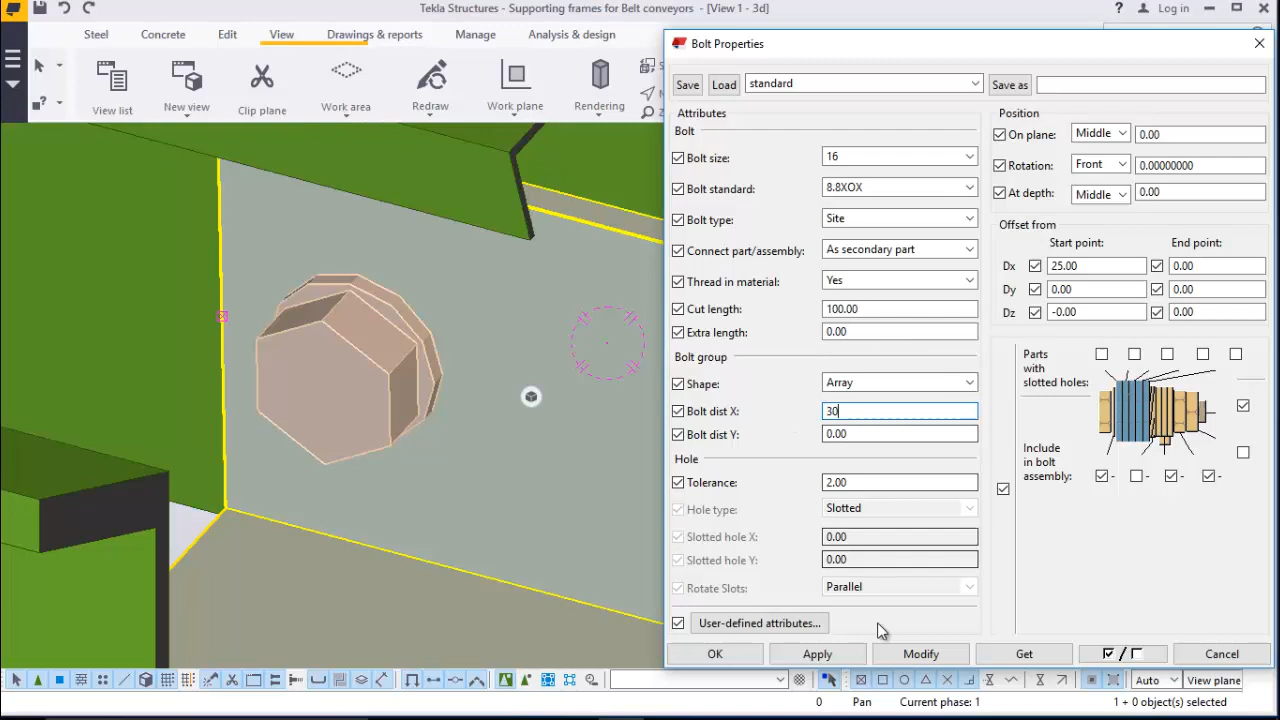 Tekla Structures - Supporting frames for Belt conveyors - [View 1 - 3d]
? Log in
Steel Concrete Edit View Drawings & reports Manage Analysis & design
View list New view Clip plane Work area Redraw Work plane Rendering
Bolt Properties
Save Load standard Save as
Attributes
Bolt
Bolt size: 16
Bolt standard: 8.8XOX
Bolt type: Site
Connect part/assembly: As secondary part
Thread in material: Yes
Cut length: 100.00
Extra length: 0.00
Bolt group
Shape: Array
Bolt dist X: 30
Bolt dist Y: 0.00
Hole
Tolerance: 2.00
Hole type: Slotted
Slotted hole X: 0.00
Slotted hole Y: 0.00
Rotate Slots: Parallel
User-defined attributes...
Position
On plane: Middle 0.00
Rotation: Front 0.00000000
At depth: Middle 0.00
Offset from
Start point: End point:
Dx 25.00 0.00
Dy 0.00 0.00
Dz -0.00 0.00
Parts
with
slotted holes:
Include
in bolt
assembly:
OK Apply Modify Get / Cancel
Auto View plane
0 Pan Current phase: 1 1 + 0 object(s) selected